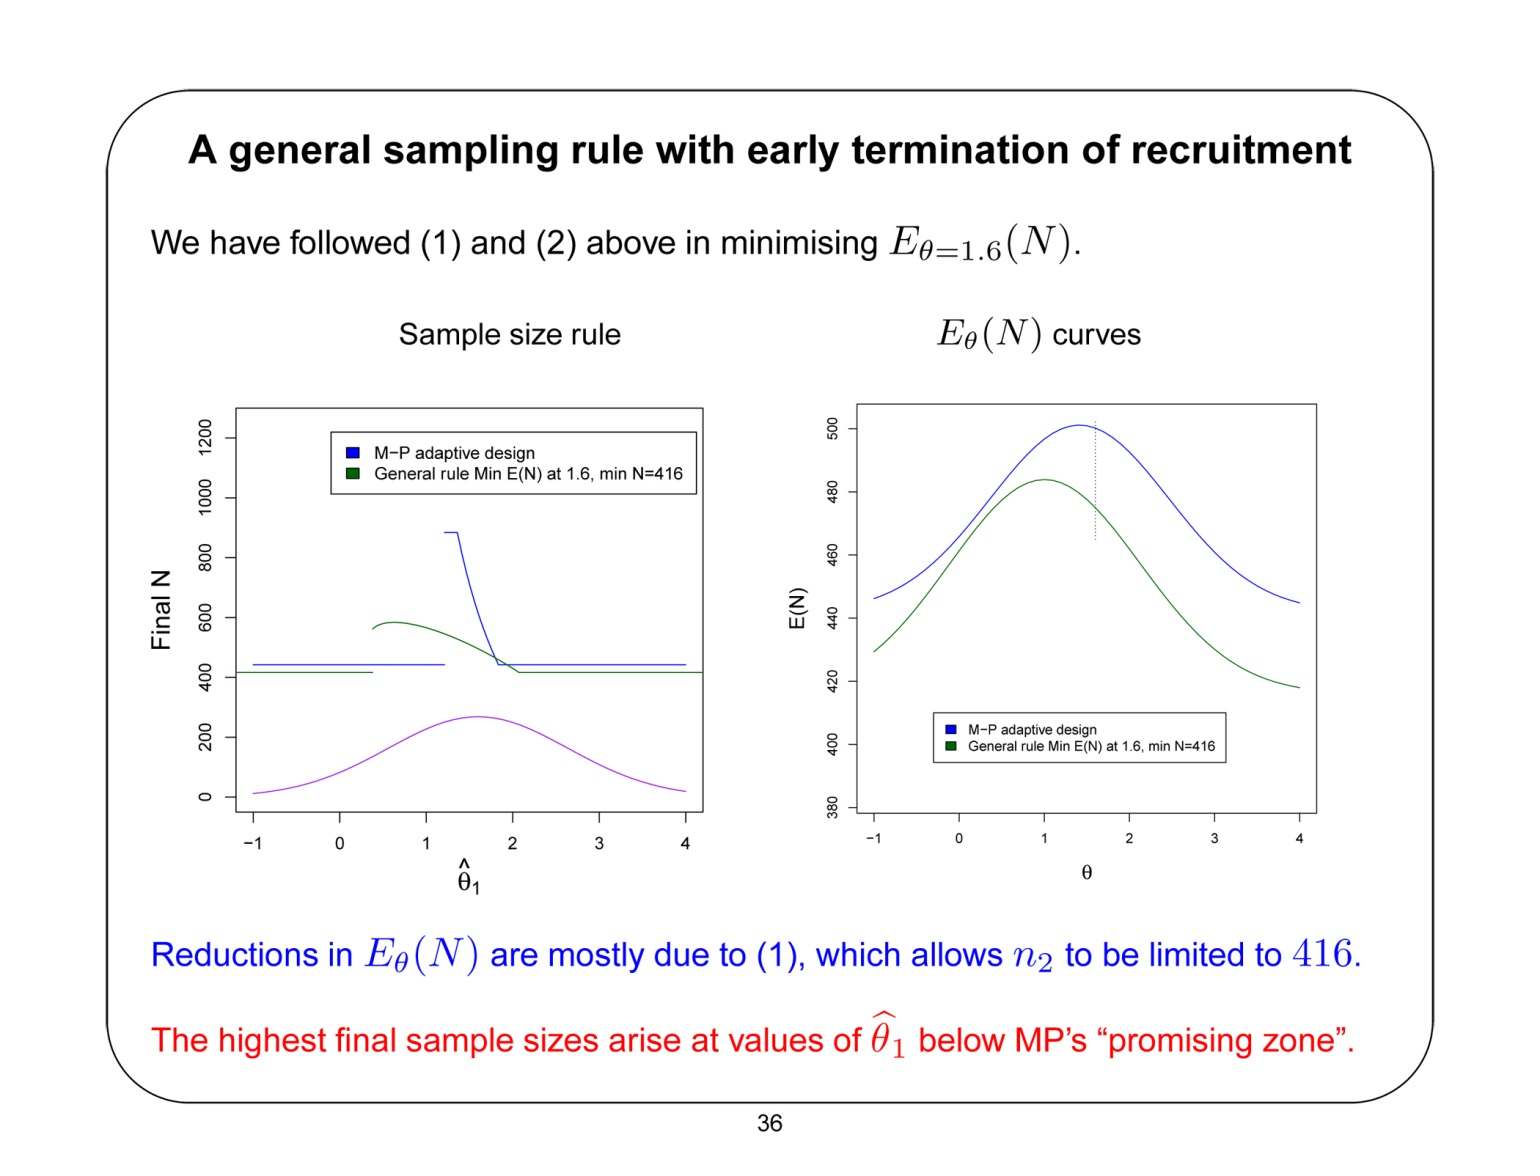 A general sampling rule with early termination of recruitment
We have followed (1) and (2) above in minimising E_{θ=1.6}(N).
Sample size rule
E_θ(N) curves
M−P adaptive design
General rule Min E(N) at 1.6, min N=416
Final N
0
200
400
600
800
1000
1200
−1
0
1
2
3
4
θ̂_1
M−P adaptive design
General rule Min E(N) at 1.6, min N=416
E(N)
380
400
420
440
460
480
500
−1
0
1
2
3
4
θ
Reductions in E_θ(N) are mostly due to (1), which allows n_2 to be limited to 416.
The highest final sample sizes arise at values of θ̂_1 below MP’s “promising zone”.
36